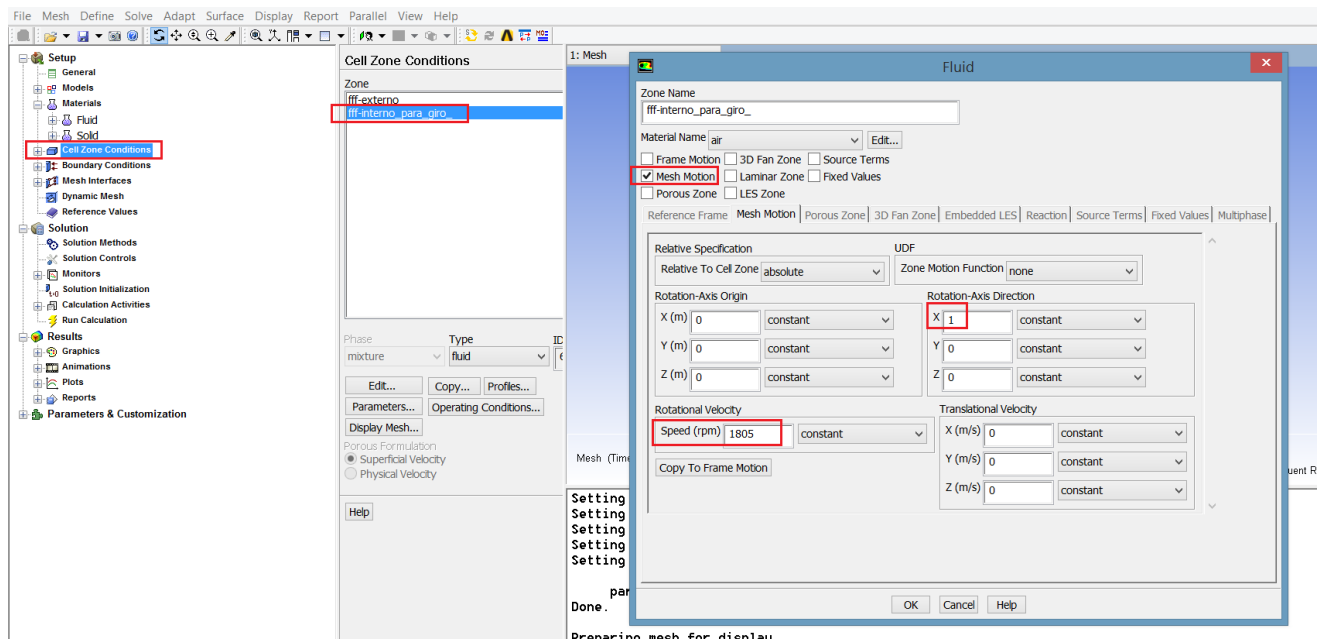 File Mesh Define Solve Adapt Surface Display Report Parallel View Help
Setup
General
Models
Materials
Fluid
Solid
Cell Zone Conditions
Boundary Conditions
Mesh Interfaces
Dynamic Mesh
Reference Values
Solution
Solution Methods
Solution Controls
Monitors
Solution Initialization
Calculation Activities
Run Calculation
Results
Graphics
Animations
Plots
Reports
Parameters & Customization
Cell Zone Conditions
Zone
fff-externo
fff-interno_para_giro_
Phase Type ID
mixture fluid
Edit... Copy... Profiles...
Parameters... Operating Conditions...
Display Mesh...
Porous Formulation
Superficial Velocity
Physical Velocity
Help
1: Mesh
Mesh (Time
uent R
Setting
Setting
Setting
Setting
Setting
par
Done.
Preparing mesh for display
Fluid
Zone Name
fff-interno_para_giro_
Material Name air Edit...
Frame Motion 3D Fan Zone Source Terms
Mesh Motion Laminar Zone Fixed Values
Porous Zone LES Zone
Reference Frame Mesh Motion Porous Zone 3D Fan Zone Embedded LES Reaction Source Terms Fixed Values Multiphase
Relative Specification UDF
Relative To Cell Zone absolute Zone Motion Function none
Rotation-Axis Origin Rotation-Axis Direction
X (m) 0 constant X 1 constant
Y (m) 0 constant Y 0 constant
Z (m) 0 constant Z 0 constant
Rotational Velocity Translational Velocity
Speed (rpm) 1805 constant X (m/s) 0 constant
Copy To Frame Motion Y (m/s) 0 constant
Z (m/s) 0 constant
OK Cancel Help